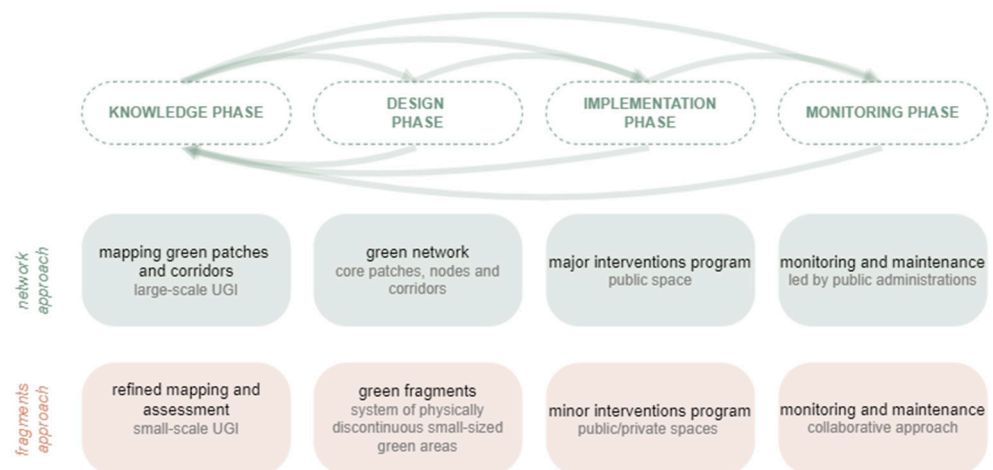 KNOWLEDGE PHASE
DESIGN
PHASE
IMPLEMENTATION
PHASE
MONITORING PHASE
network
approach
mapping green patches
and corridors
large-scale UGI
green network
core patches, nodes and
corridors
major interventions program
public space
monitoring and maintenance
led by public administrations
fragments
approach
refined mapping and
assessment
small-scale UGI
green fragments
system of physically
discontinuous small-sized
green areas
minor interventions program
public/private spaces
monitoring and maintenance
collaborative approach